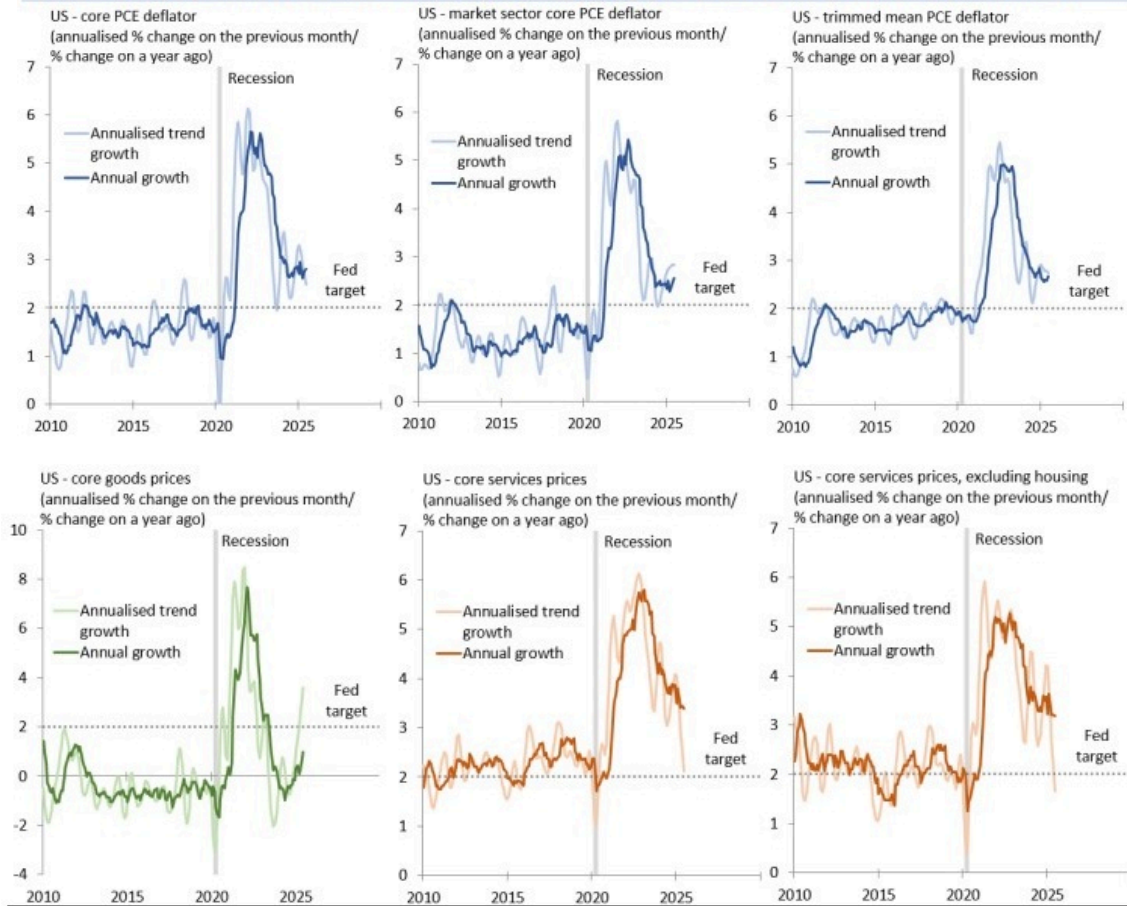 US - core PCE deflator
(annualised % change on the previous month/
% change on a year ago)
7
6
5
4
3
2
1
0
Recession
Annualised trend
growth
Annual growth
Fed
target
2010 2015 2020 2025
US - market sector core PCE deflator
(annualised % change on the previous month/
% change on a year ago)
7
6
5
4
3
2
1
0
Recession
Annualised trend
growth
Annual growth
Fed
target
2010 2015 2020 2025
US - trimmed mean PCE deflator
(annualised % change on the previous month/
% change on a year ago)
7
6
5
4
3
2
1
0
Recession
Annualised trend
growth
Annual growth
Fed
target
2010 2015 2020 2025
US - core goods prices
(annualised % change on the previous month/
% change on a year ago)
10
8
6
4
2
0
-2
-4
Recession
Annualised trend
growth
Annual growth
Fed
target
2010 2015 2020 2025
US - core services prices
(annualised % change on the previous month/
% change on a year ago)
7
6
5
4
3
2
1
0
Recession
Annualised trend
growth
Annual growth
Fed
target
2010 2015 2020 2025
US - core services prices, excluding housing
(annualised % change on the previous month/
% change on a year ago)
7
6
5
4
3
2
1
0
Recession
Annualised trend
growth
Annual growth
Fed
target
2010 2015 2020 2025